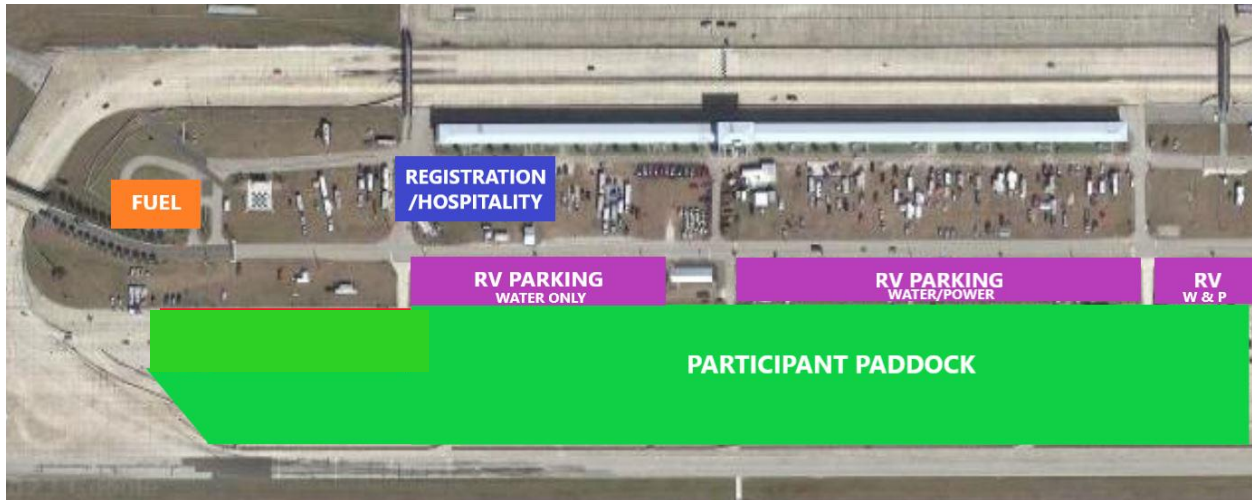 FUEL
REGISTRATION
/HOSPITALITY
RV PARKING
WATER ONLY
RV PARKING
WATER/POWER
RV
W & P
PARTICIPANT PADDOCK